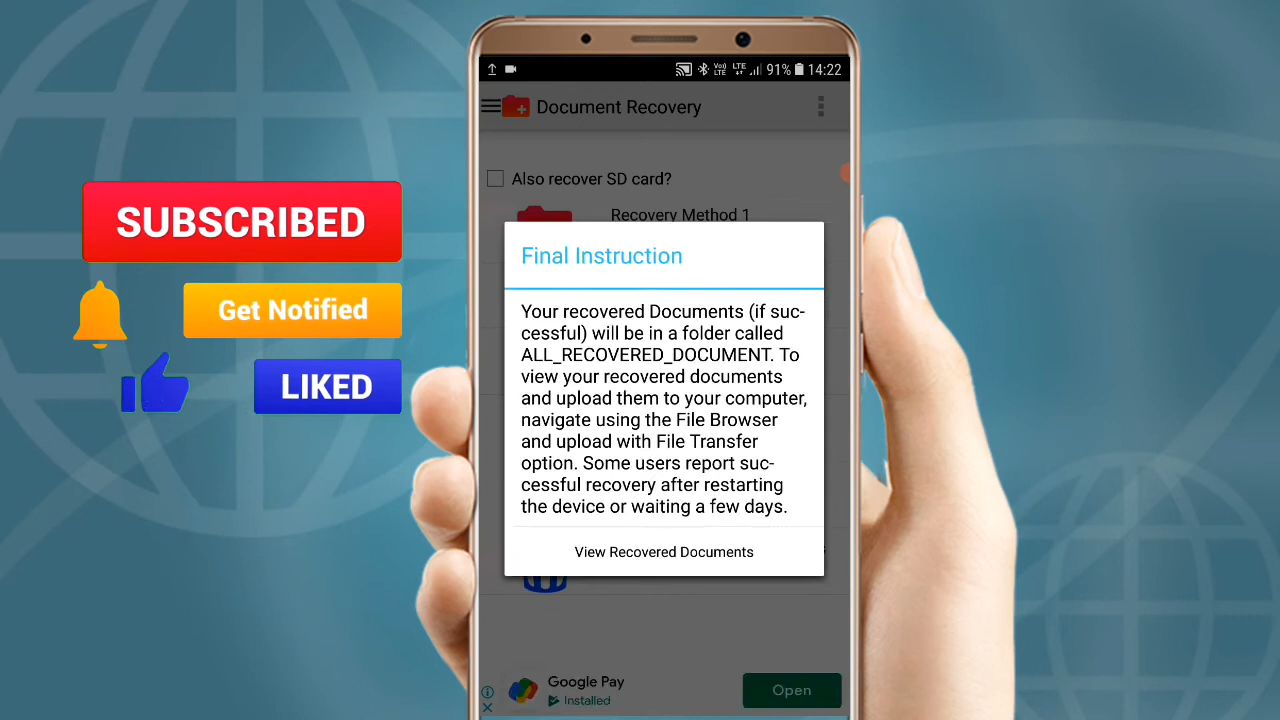 SUBSCRIBED
Get Notified
LIKED
Voj) LTE LTE 91% 14:22
Document Recovery
Also recover SD card?
Recovery Method 1
Final Instruction
Your recovered Documents (if suc-
cessful) will be in a folder called
ALL_RECOVERED_DOCUMENT. To
view your recovered documents
and upload them to your computer,
navigate using the File Browser
and upload with File Transfer
option. Some users report suc-
cessful recovery after restarting
the device or waiting a few days.
View Recovered Documents
Google Pay
Installed
Open